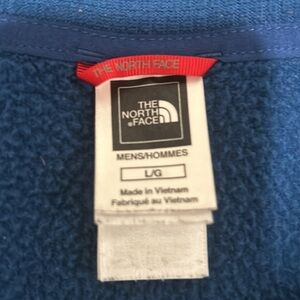 THE NORTH FACE
THE
NORTH
FACE
MENS/HOMMES
L/G
Made in Vietnam
Fabriqué au Vietnam